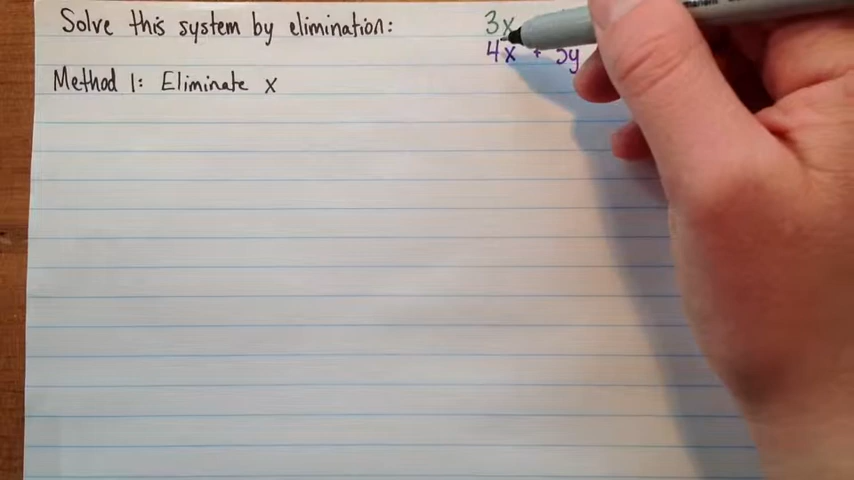 Solve this system by elimination: 3x
4x + 5y
Method 1: Eliminate x